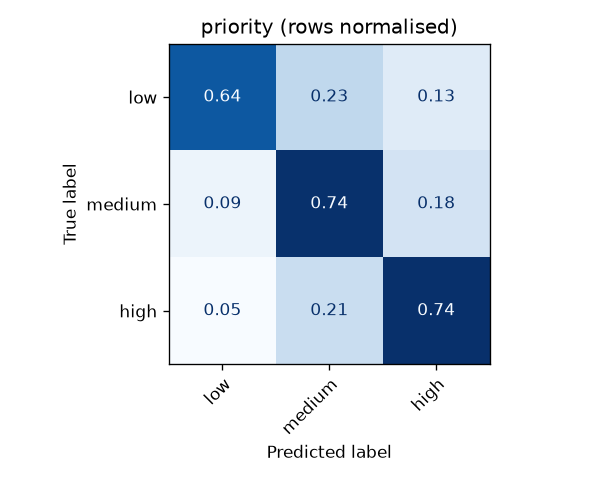 priority (rows normalised)
low 0.64 0.23 0.13
medium 0.09 0.74 0.18
high 0.05 0.21 0.74
True label
low medium high
Predicted label